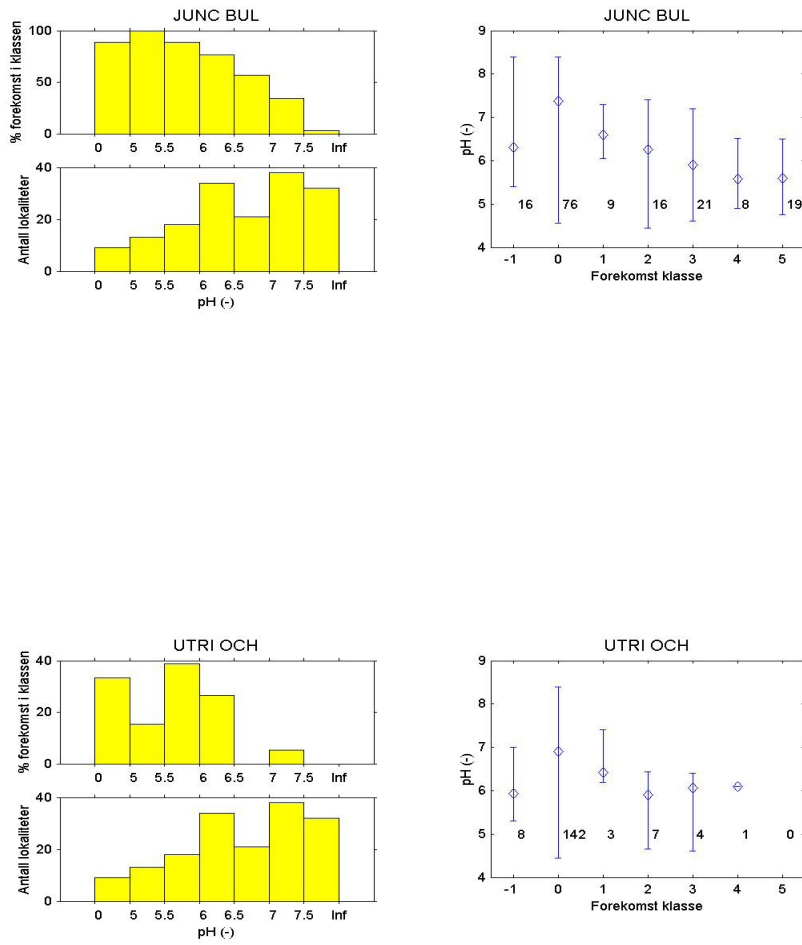 JUNC BUL
% forekomst i klassen
100
50
0
0 5 5.5 6 6.5 7 7.5 Inf
Antall lokaliteter
40
20
0
0 5 5.5 6 6.5 7 7.5 Inf
pH (-)
JUNC BUL
pH (-)
9
8
7
6
5
4
16 76 9 16 21 8 19
-1 0 1 2 3 4 5
Forekomst klasse
UTRI OCH
% forekomst i klassen
40
20
0
0 5 5.5 6 6.5 7 7.5 Inf
Antall lokaliteter
40
20
0
0 5 5.5 6 6.5 7 7.5 Inf
pH (-)
UTRI OCH
pH (-)
9
8
7
6
5
4
8 142 3 7 4 1 0
-1 0 1 2 3 4 5
Forekomst klasse